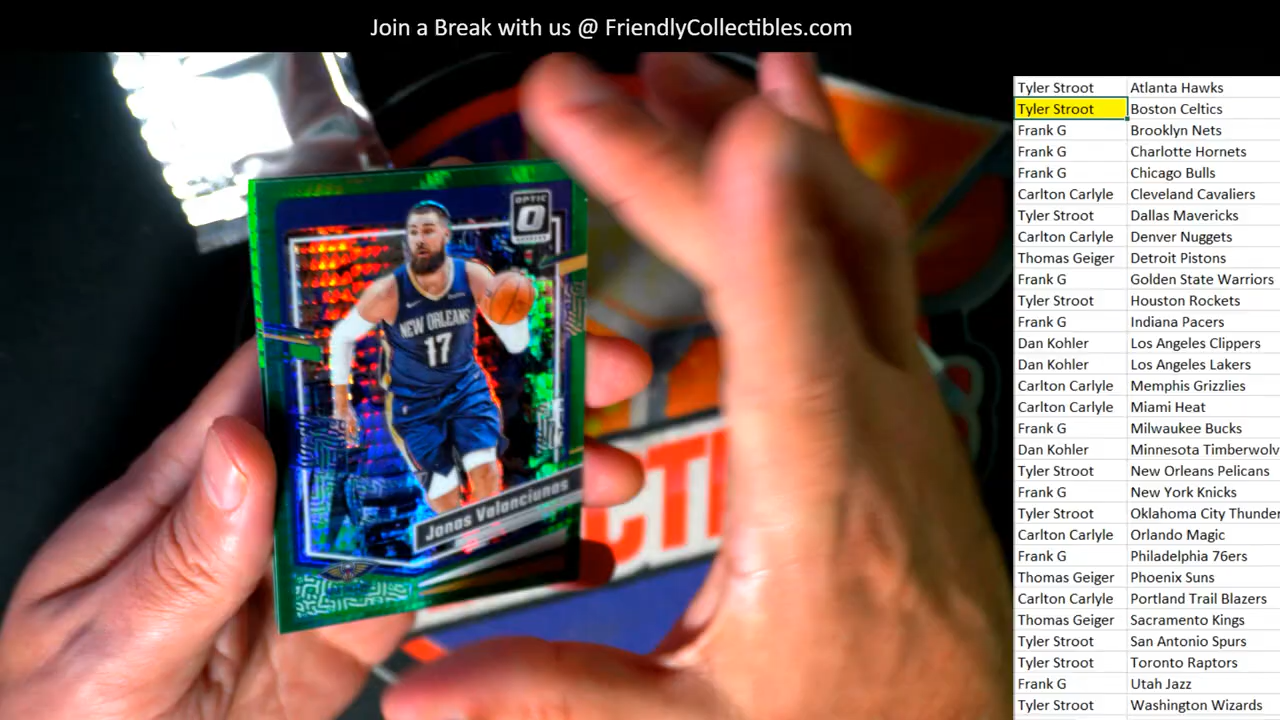 Join a Break with us @ FriendlyCollectibles.com
OPTIC
NEW ORLEANS
17
Jonas Valanciunas
CTI
Tyler Stroot Atlanta Hawks
Tyler Stroot Boston Celtics
Frank G Brooklyn Nets
Frank G Charlotte Hornets
Frank G Chicago Bulls
Carlton Carlyle Cleveland Cavaliers
Tyler Stroot Dallas Mavericks
Carlton Carlyle Denver Nuggets
Thomas Geiger Detroit Pistons
Frank G Golden State Warriors
Tyler Stroot Houston Rockets
Frank G Indiana Pacers
Dan Kohler Los Angeles Clippers
Dan Kohler Los Angeles Lakers
Carlton Carlyle Memphis Grizzlies
Carlton Carlyle Miami Heat
Frank G Milwaukee Bucks
Dan Kohler Minnesota Timberwolv
Tyler Stroot New Orleans Pelicans
Frank G New York Knicks
Tyler Stroot Oklahoma City Thunder
Carlton Carlyle Orlando Magic
Frank G Philadelphia 76ers
Thomas Geiger Phoenix Suns
Carlton Carlyle Portland Trail Blazers
Thomas Geiger Sacramento Kings
Tyler Stroot San Antonio Spurs
Tyler Stroot Toronto Raptors
Frank G Utah Jazz
Tyler Stroot Washington Wizards